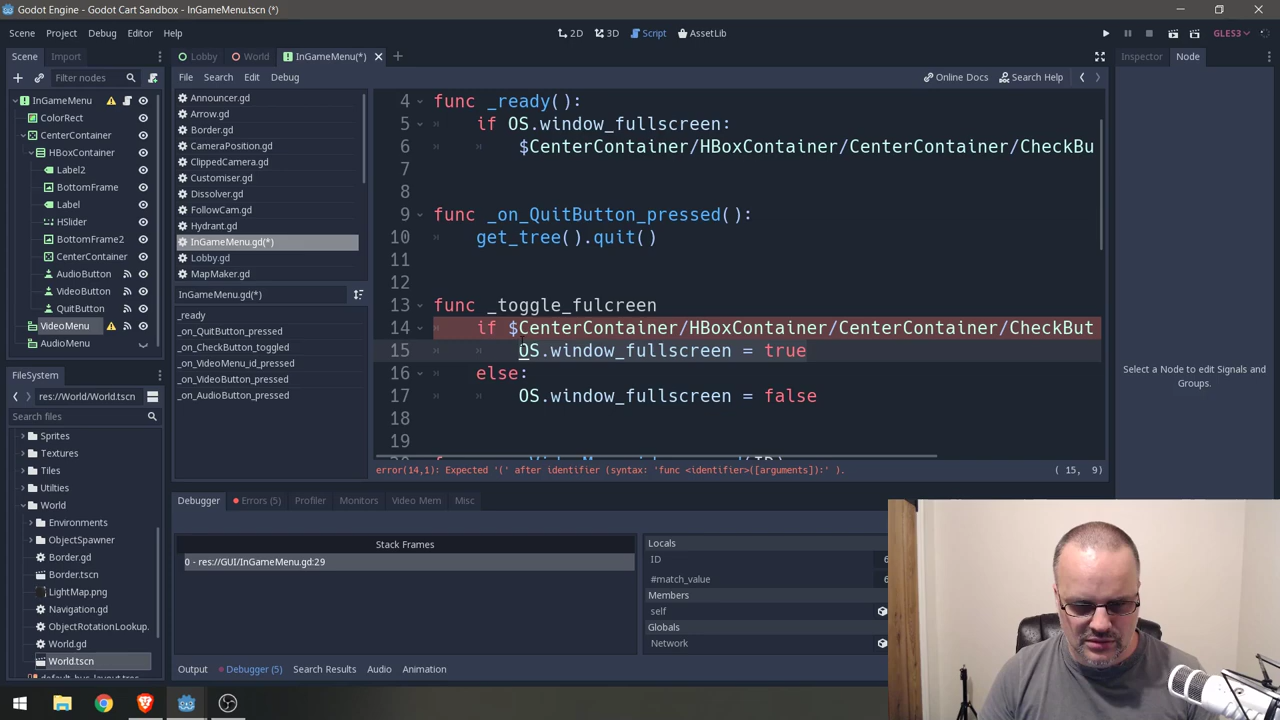 Godot Engine - Godot Cart Sandbox - InGameMenu.tscn (*)
Scene Project Debug Editor Help
2D 3D Script AssetLib
GLES3
Scene Import
Filter nodes
InGameMenu
ColorRect
CenterContainer
HBoxContainer
Label2
BottomFrame
Label
HSlider
BottomFrame2
CenterContainer
AudioButton
VideoButton
QuitButton
VideoMenu
AudioMenu
FileSystem
res://World/World.tscn
Search files
Sprites
Textures
Tiles
Utilties
World
Environments
ObjectSpawner
Border.gd
Border.tscn
LightMap.png
Navigation.gd
ObjectRotationLookup.
World.gd
World.tscn
default_bus_layout.tres
Lobby World InGameMenu(*)
File Search Edit Debug
Online Docs Search Help
Announcer.gd
Arrow.gd
Border.gd
CameraPosition.gd
ClippedCamera.gd
Customiser.gd
Dissolver.gd
FollowCam.gd
Hydrant.gd
InGameMenu.gd(*)
Lobby.gd
MapMaker.gd
InGameMenu.gd(*)
_ready
_on_QuitButton_pressed
_on_CheckButton_toggled
_on_VideoMenu_id_pressed
_on_VideoButton_pressed
_on_AudioButton_pressed
4 func _ready():
5 if OS.window_fullscreen:
6 $CenterContainer/HBoxContainer/CenterContainer/CheckBu
7
8
9 func _on_QuitButton_pressed():
10 get_tree().quit()
11
12
13 func _toggle_fulcreen
14 if $CenterContainer/HBoxContainer/CenterContainer/CheckBut
15 OS.window_fullscreen = true
16 else:
17 OS.window_fullscreen = false
18
19
error(14,1): Expected '(' after identifier (syntax: 'func <identifier>([arguments]):' ).
( 15, 9)
Debugger Errors (5) Profiler Monitors Video Mem Misc
Stack Frames
0 - res://GUI/InGameMenu.gd:29
Locals
ID 6
#match_value 6
Members
self
Globals
Network
Output Debugger (5) Search Results Audio Animation
Inspector Node
Select a Node to edit Signals and
Groups.